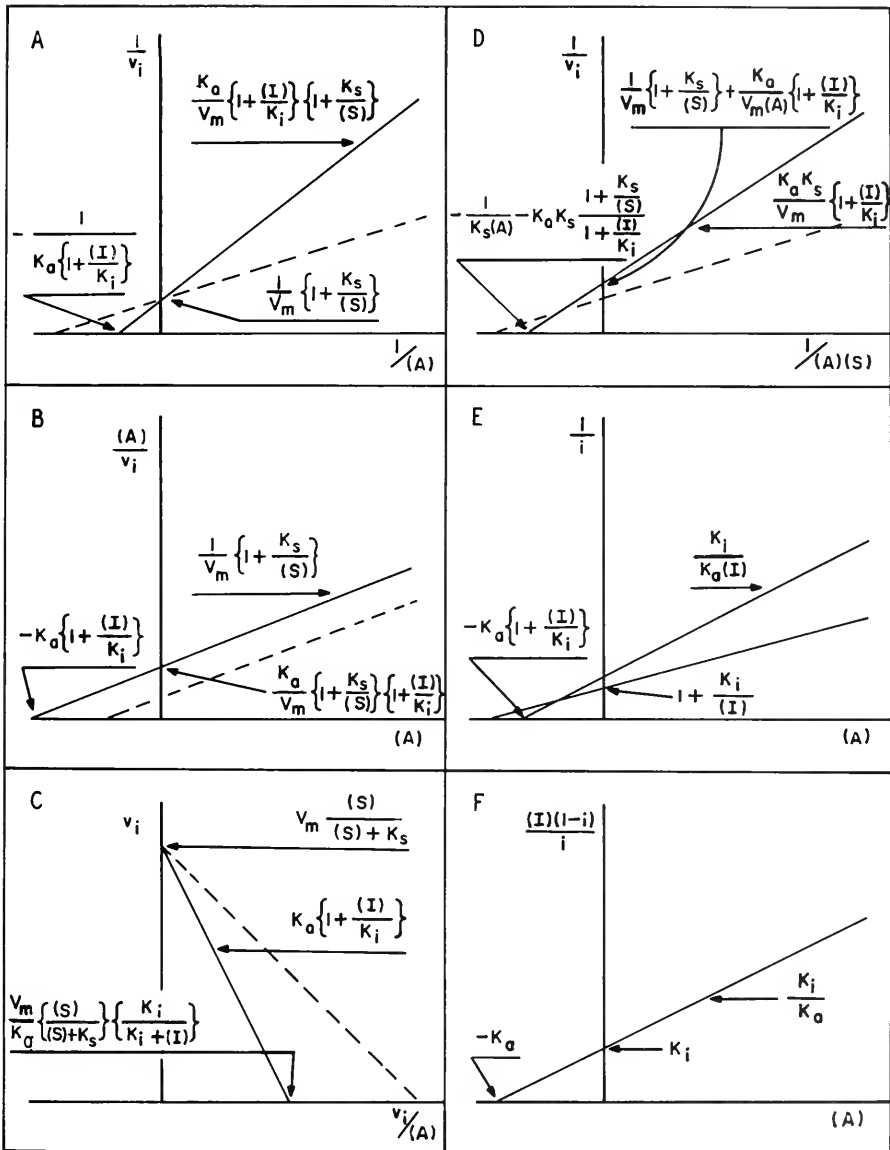 A
1/v_i
K_a/V_m {1+(I)/K_i}{1+K_s/(S)}
-1/K_a{1+(I)/K_i}
1/V_m {1+K_s/(S)}
1/(A)
B
(A)/v_i
1/V_m {1+K_s/(S)}
-K_a{1+(I)/K_i}
K_a/V_m {1+K_s/(S)}{1+(I)/K_i}
(A)
C
v_i
V_m (S)/(S)+K_s
K_a{1+(I)/K_i}
V_m/K_a {(S)/(S)+K_s}{K_i/K_i+(I)}
v_i/(A)
D
1/v_i
1/V_m {1+K_s/(S)}+K_a/V_m(A) {1+(I)/K_i}
-1/K_s(A) -K_a K_s 1+K_s/(S) / 1+(I)/K_i
K_a K_s/V_m {1+(I)/K_i}
1/(A)(S)
E
1/i
K_i/K_a(I)
-K_a{1+(I)/K_i}
1+K_i/(I)
(A)
F
(I)(1-i)/i
K_i/K_a
-K_a
K_i
(A)